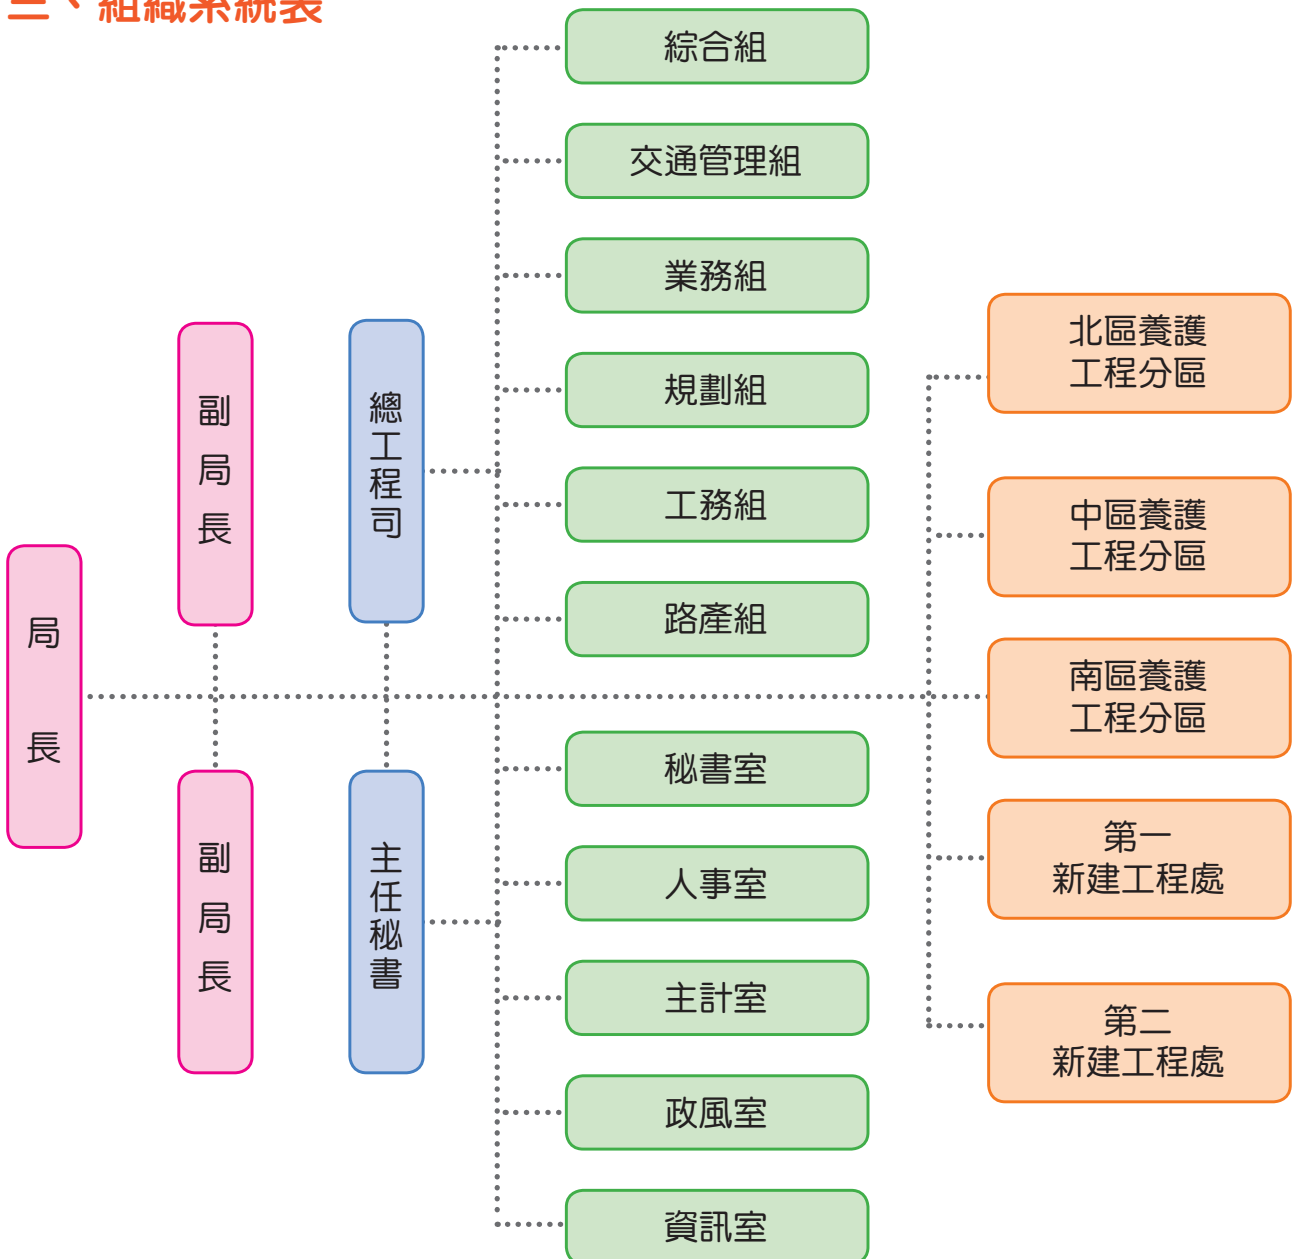 三、組織系統表
局長
副局長
副局長
總工程司
主任秘書
綜合組
交通管理組
業務組
規劃組
工務組
路產組
秘書室
人事室
主計室
政風室
資訊室
北區養護
工程分區
中區養護
工程分區
南區養護
工程分區
第一
新建工程處
第二
新建工程處